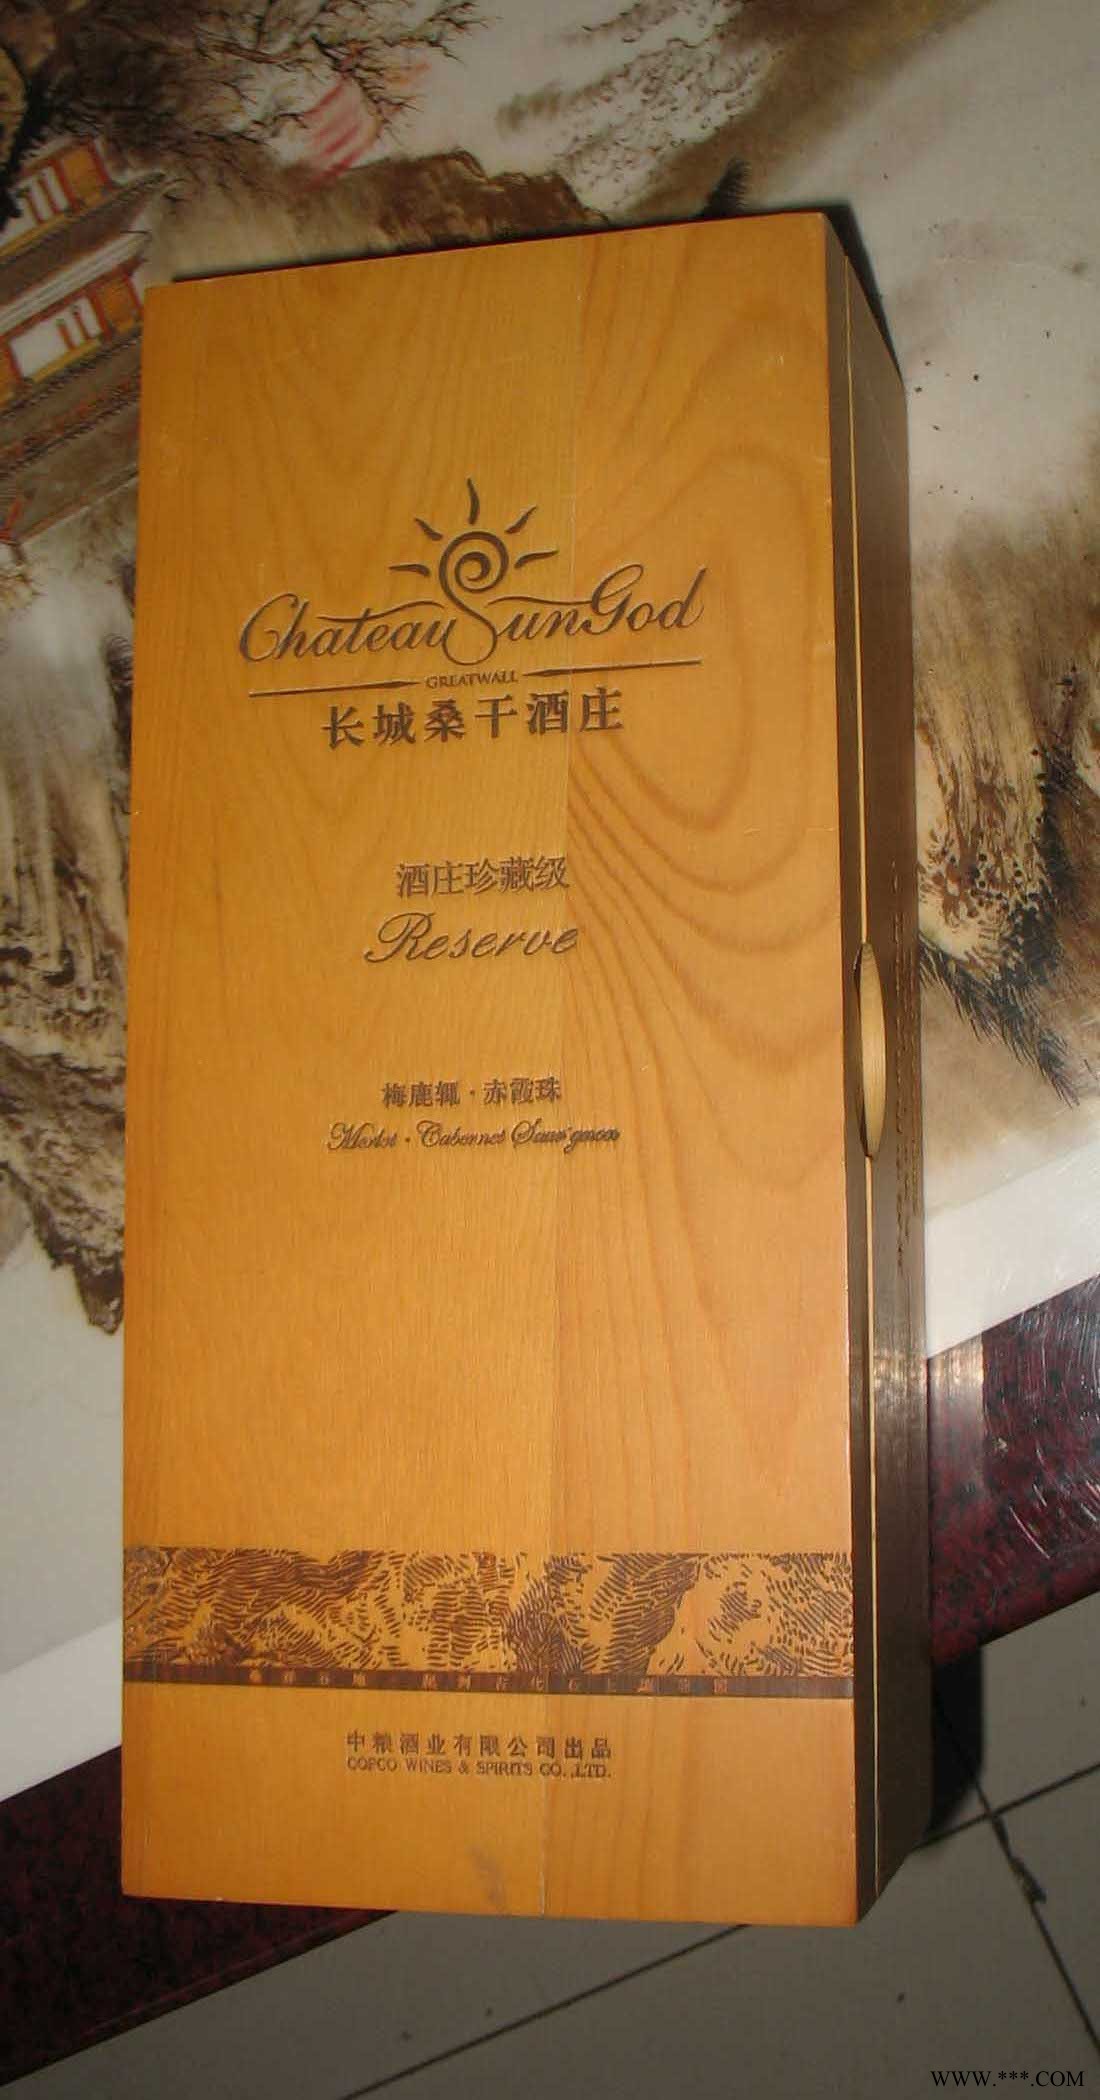 Chateau SunGod
GREATWALL
长城桑干酒庄
酒庄珍藏级
Reserve
梅鹿辄·赤霞珠
Merlot·Cabernet Sauvignon
中粮酒业有限公司出品
COFCO WINES & SPIRITS CO.,LTD.
WWW.***.COM